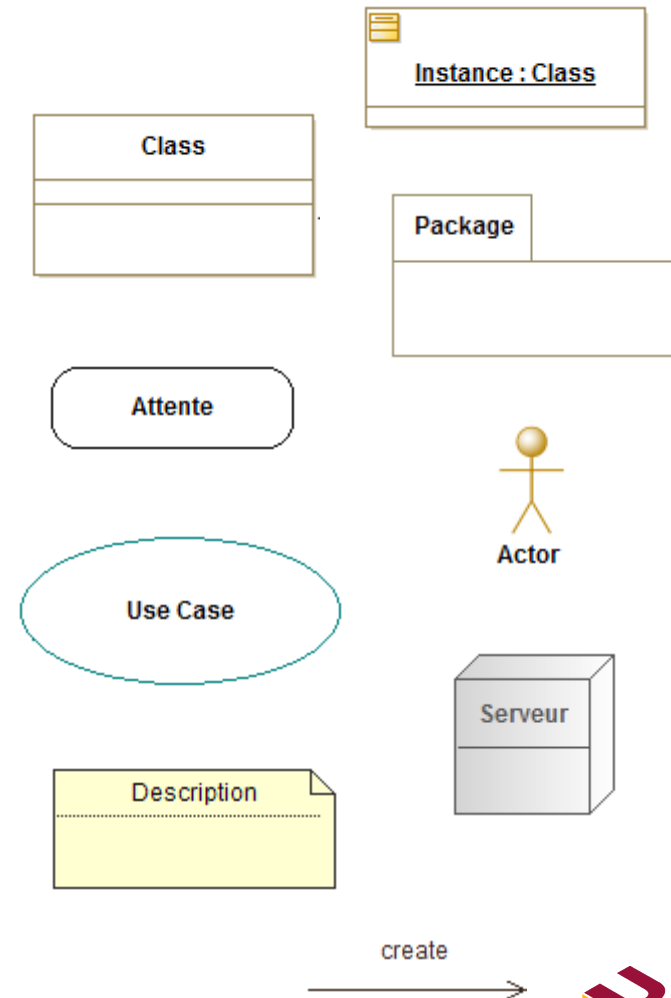 Instance : Class
Class
Package
Attente
Actor
Use Case
Serveur
Description
create